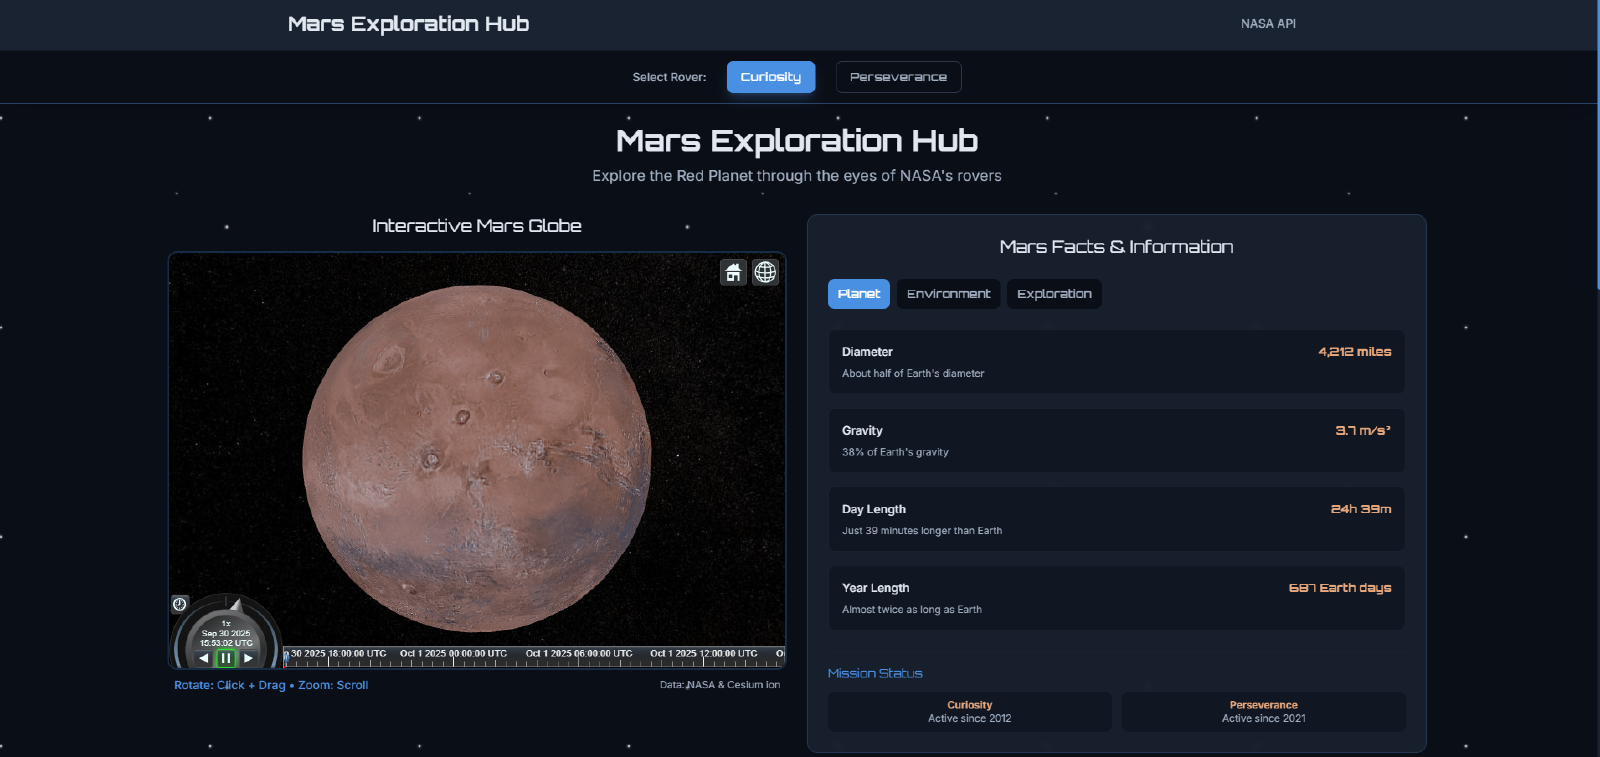 Mars Exploration Hub
NASA API
Select Rover:
Curiosity
Perseverance
Mars Exploration Hub
Explore the Red Planet through the eyes of NASA's rovers
Interactive Mars Globe
1x
Sep 30 2025
15:53:02 UTC
30 2025 18:00:00 UTC
Oct 1 2025 00:00:00 UTC
Oct 1 2025 06:00:00 UTC
Oct 1 2025 12:00:00 UTC
Rotate: Click + Drag • Zoom: Scroll
Data: NASA & Cesium ion
Mars Facts & Information
Planet
Environment
Exploration
Diameter
4,212 miles
About half of Earth's diameter
Gravity
3.7 m/s²
38% of Earth's gravity
Day Length
24h 39m
Just 39 minutes longer than Earth
Year Length
687 Earth days
Almost twice as long as Earth
Mission Status
Curiosity
Active since 2012
Perseverance
Active since 2021